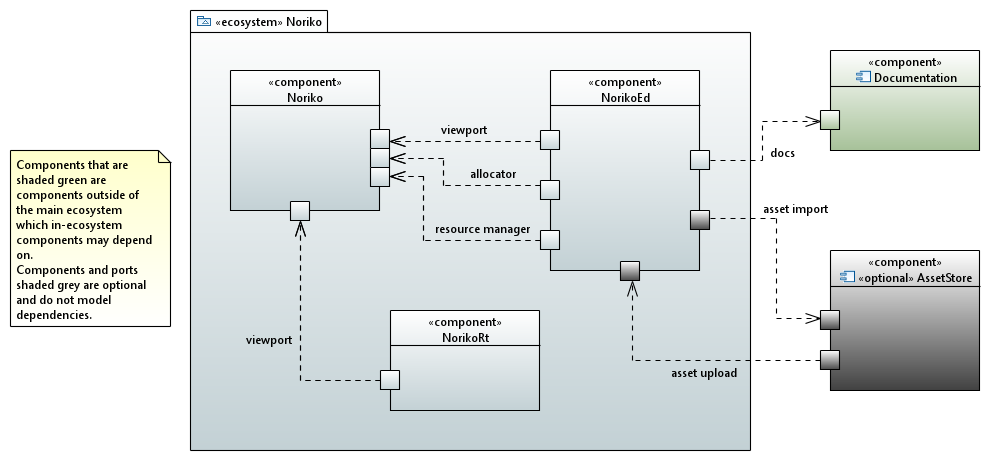 «ecosystem» Noriko
«component»
Noriko
«component»
NorikoEd
«component»
Documentation
viewport
allocator
resource manager
docs
asset import
Components that are
shaded green are
components outside of
the main ecosystem
which in-ecosystem
components may depend
on.
Components and ports
shaded grey are optional
and do not model
dependencies.
«component»
«optional» AssetStore
viewport
«component»
NorikoRt
asset upload